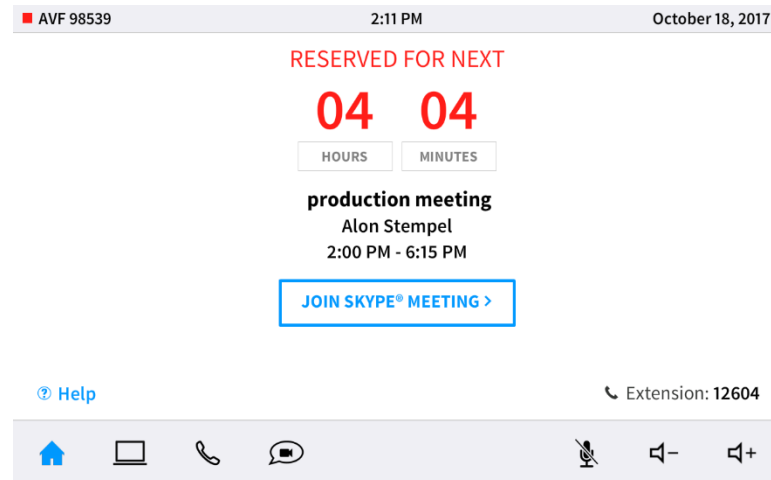 AVF 98539 2:11 PM October 18, 2017
RESERVED FOR NEXT
04 04
HOURS MINUTES
production meeting
Alon Stempel
2:00 PM - 6:15 PM
JOIN SKYPE® MEETING >
? Help Extension: 12604